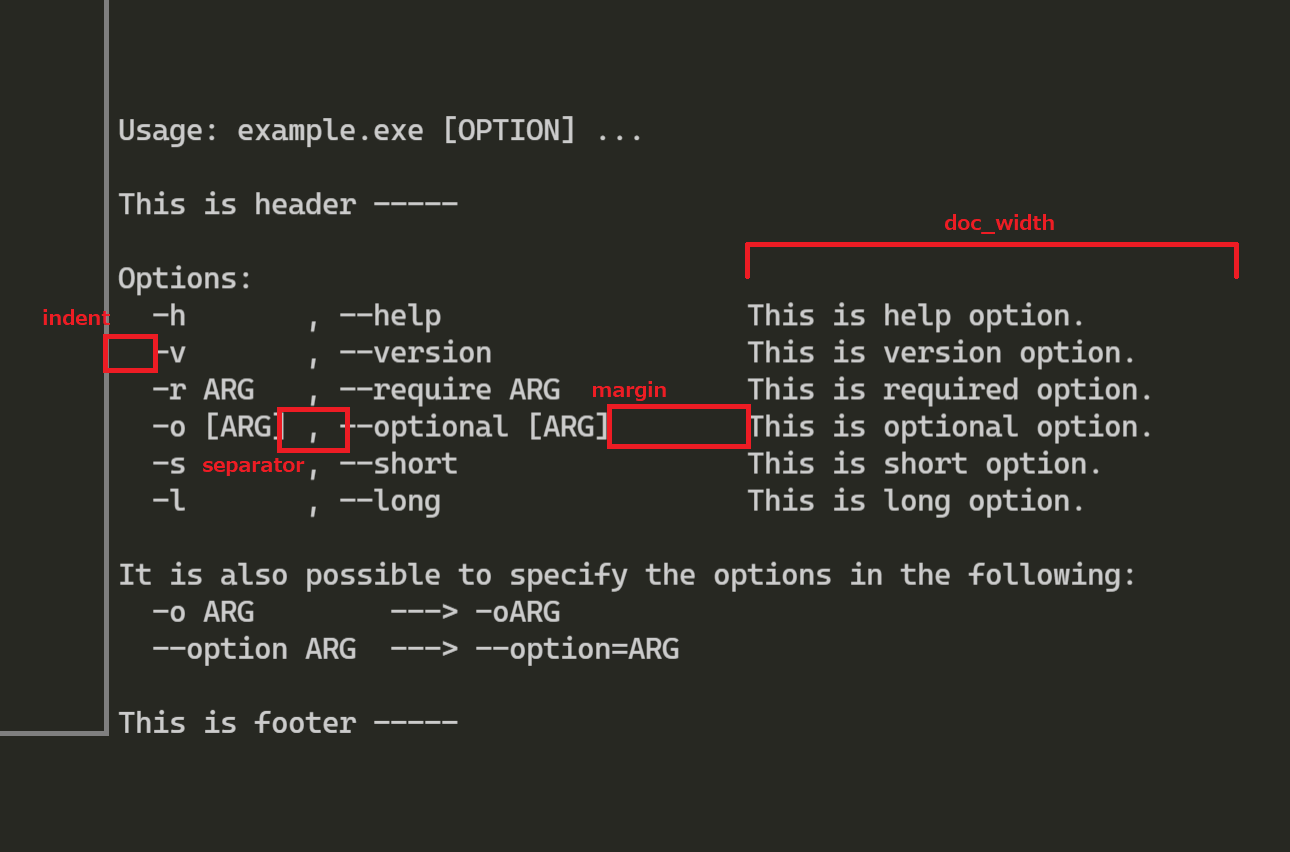 Usage: example.exe [OPTION] ...
This is header -----
doc_width
Options:
indent
-h , --help This is help option.
-v , --version This is version option.
-r ARG , --require ARG This is required option.
margin
-o [ARG] , --optional [ARG] This is optional option.
separator
-s , --short This is short option.
-l , --long This is long option.
It is also possible to specify the options in the following:
-o ARG ---> -oARG
--option ARG ---> --option=ARG
This is footer -----